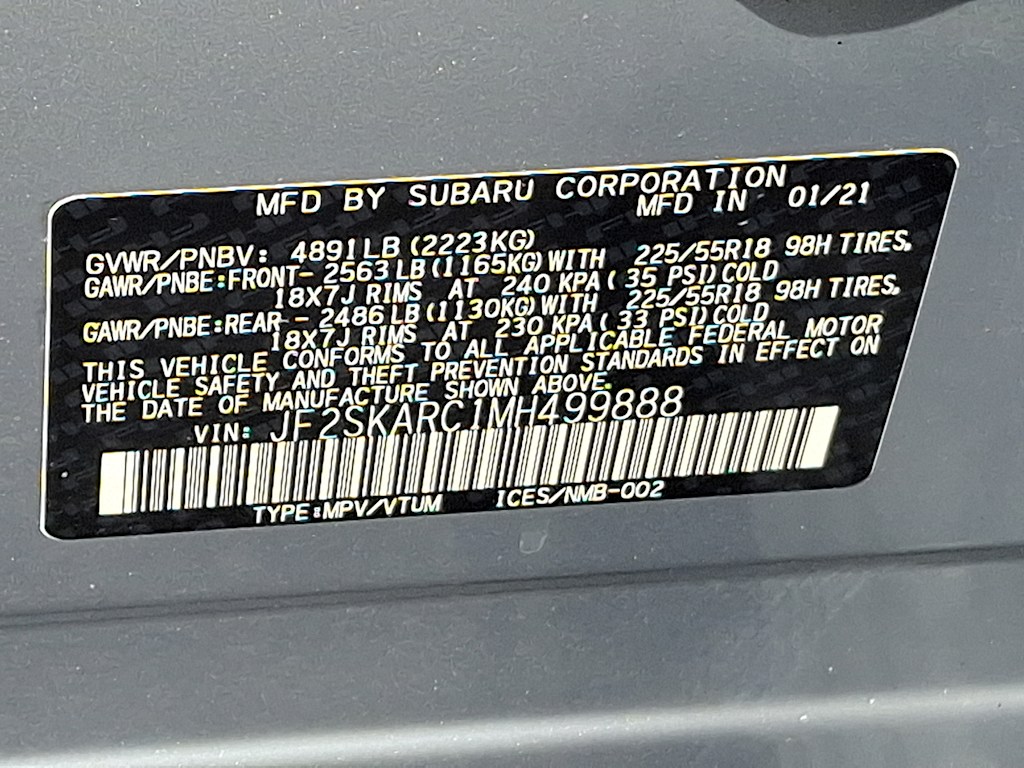 MFD BY SUBARU CORPORATION
MFD IN 01/21
GVWR/PNBV: 4891LB (2223KG)
GAWR/PNBE:FRONT- 2563LB (1165KG) WITH 225/55R18 98H TIRES.
18X7J RIMS AT 240 KPA ( 35 PSI) COLD
GAWR/PNBE:REAR - 2486LB (1130KG) WITH 225/55R18 98H TIRES.
18X7J RIMS AT 230 KPA ( 33 PSI) COLD
THIS VEHICLE CONFORMS TO ALL APPLICABLE FEDERAL MOTOR
VEHICLE SAFETY AND THEFT PREVENTION STANDARDS IN EFFECT ON
THE DATE OF MANUFACTURE SHOWN ABOVE.
VIN: JF2SKARC1MH499888
TYPE:MPV/VTUM ICES/NMB-002